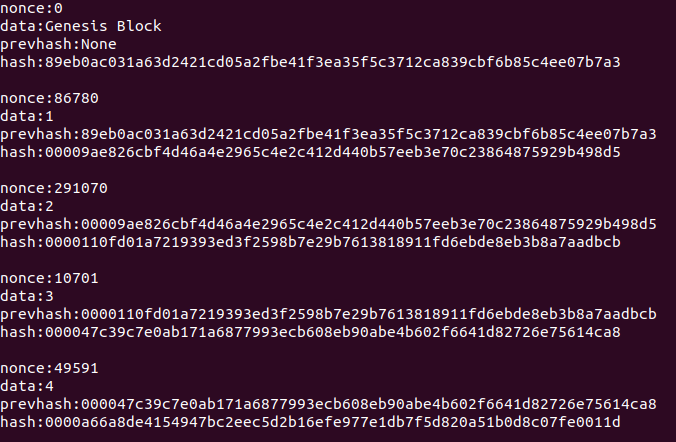 nonce:0
data:Genesis Block
prevhash:None
hash:89eb0ac031a63d2421cd05a2fbe41f3ea35f5c3712ca839cbf6b85c4ee07b7a3
nonce:86780
data:1
prevhash:89eb0ac031a63d2421cd05a2fbe41f3ea35f5c3712ca839cbf6b85c4ee07b7a3
hash:00009ae826cbf4d46a4e2965c4e2c412d440b57eeb3e70c23864875929b498d5
nonce:291070
data:2
prevhash:00009ae826cbf4d46a4e2965c4e2c412d440b57eeb3e70c23864875929b498d5
hash:0000110fd01a7219393ed3f2598b7e29b7613818911fd6ebde8eb3b8a7aadbcb
nonce:10701
data:3
prevhash:0000110fd01a7219393ed3f2598b7e29b7613818911fd6ebde8eb3b8a7aadbcb
hash:000047c39c7e0ab171a6877993ecb608eb90abe4b602f6641d82726e75614ca8
nonce:49591
data:4
prevhash:000047c39c7e0ab171a6877993ecb608eb90abe4b602f6641d82726e75614ca8
hash:0000a66a8de4154947bc2eec5d2b16efe977e1db7f5d820a51b0d8c07fe0011d